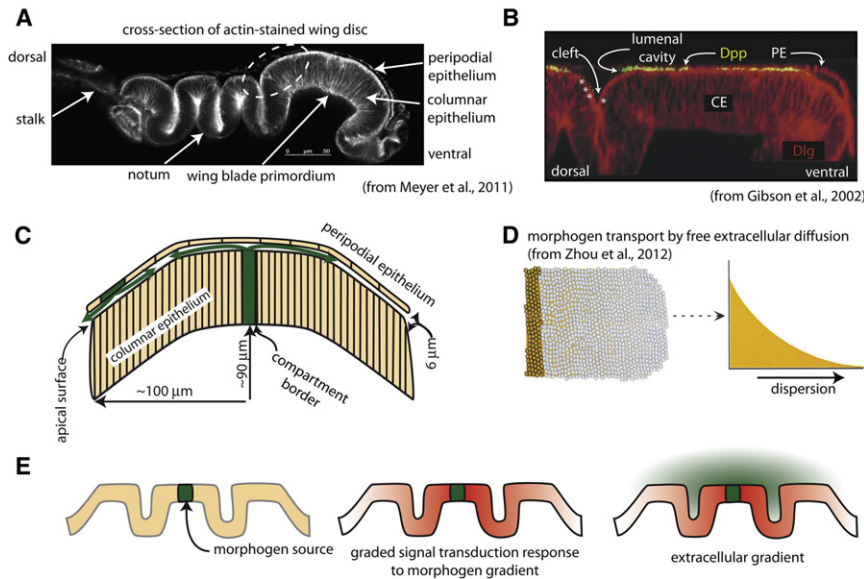 A
cross-section of actin-stained wing disc
dorsal
stalk
notum
wing blade primordium
peripodial
epithelium
columnar
epithelium
ventral
0 µm 50
(from Meyer et al., 2011)
B
cleft
lumenal
cavity
Dpp
PE
CE
Dlg
dorsal
ventral
(from Gibson et al., 2002)
C
peripodial epithelium
columnar epithelium
apical surface
~100 µm
~90 µm
compartment
border
6 µm
D
morphogen transport by free extracellular diffusion
(from Zhou et al., 2012)
dispersion
E
morphogen source
graded signal transduction response
to morphogen gradient
extracellular gradient